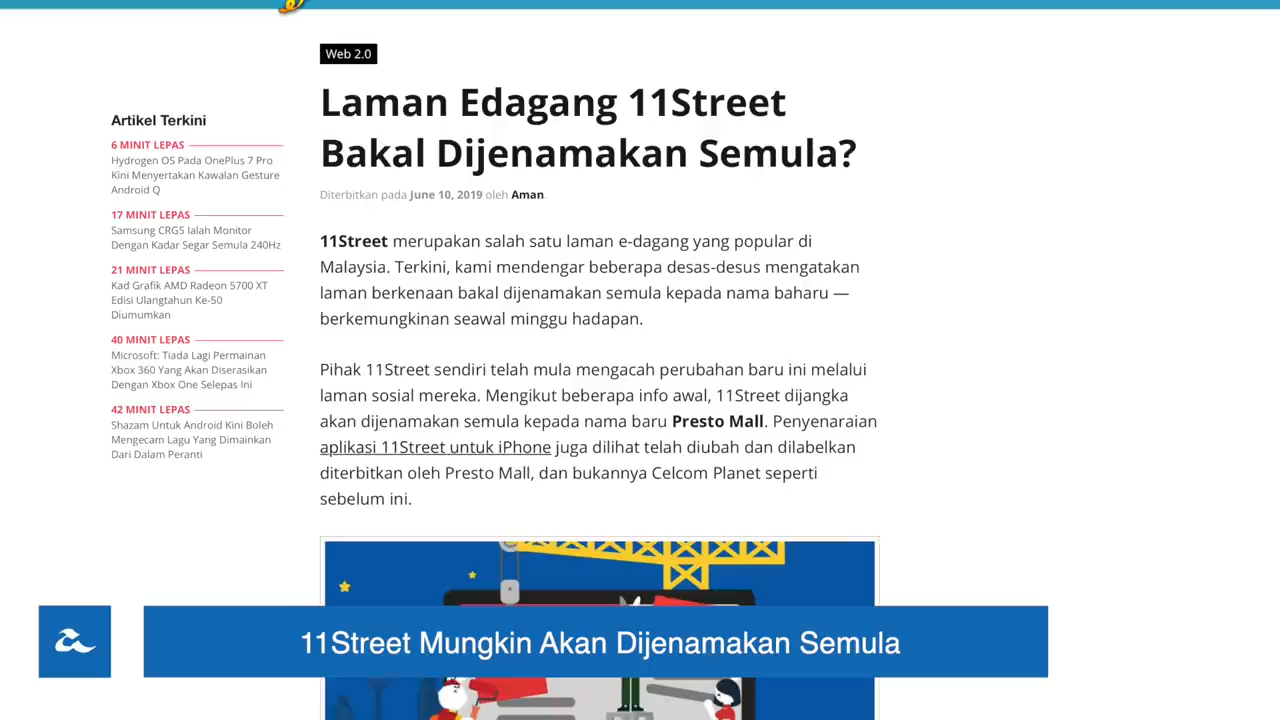 Web 2.0
Laman Edagang 11Street
Bakal Dijenamakan Semula?
Diterbitkan pada June 10, 2019 oleh Aman.
Artikel Terkini
6 MINIT LEPAS
Hydrogen OS Pada OnePlus 7 Pro
Kini Menyertakan Kawalan Gesture
Android Q
17 MINIT LEPAS
Samsung CRG5 Ialah Monitor
Dengan Kadar Segar Semula 240Hz
21 MINIT LEPAS
Kad Grafik AMD Radeon 5700 XT
Edisi Ulangtahun Ke-50
Diumumkan
40 MINIT LEPAS
Microsoft: Tiada Lagi Permainan
Xbox 360 Yang Akan Diserasikan
Dengan Xbox One Selepas Ini
42 MINIT LEPAS
Shazam Untuk Android Kini Boleh
Mengecam Lagu Yang Dimainkan
Dari Dalam Peranti
11Street merupakan salah satu laman e-dagang yang popular di
Malaysia. Terkini, kami mendengar beberapa desas-desus mengatakan
laman berkenaan bakal dijenamakan semula kepada nama baharu —
berkemungkinan seawal minggu hadapan.
Pihak 11Street sendiri telah mula mengacah perubahan baru ini melalui
laman sosial mereka. Mengikut beberapa info awal, 11Street dijangka
akan dijenamakan semula kepada nama baru Presto Mall. Penyenaraian
aplikasi 11Street untuk iPhone juga dilihat telah diubah dan dilabelkan
diterbitkan oleh Presto Mall, dan bukannya Celcom Planet seperti
sebelum ini.
11Street Mungkin Akan Dijenamakan Semula